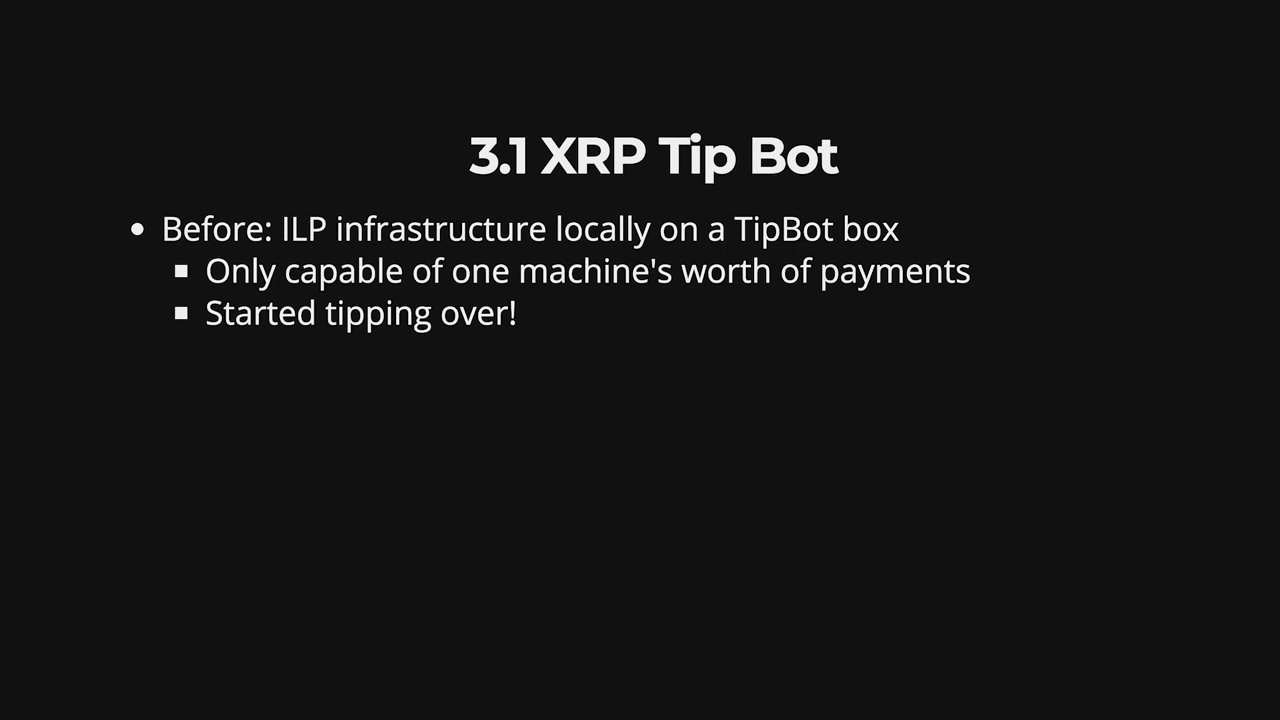 3.1 XRP Tip Bot
Before: ILP infrastructure locally on a TipBot box
Only capable of one machine's worth of payments
Started tipping over!